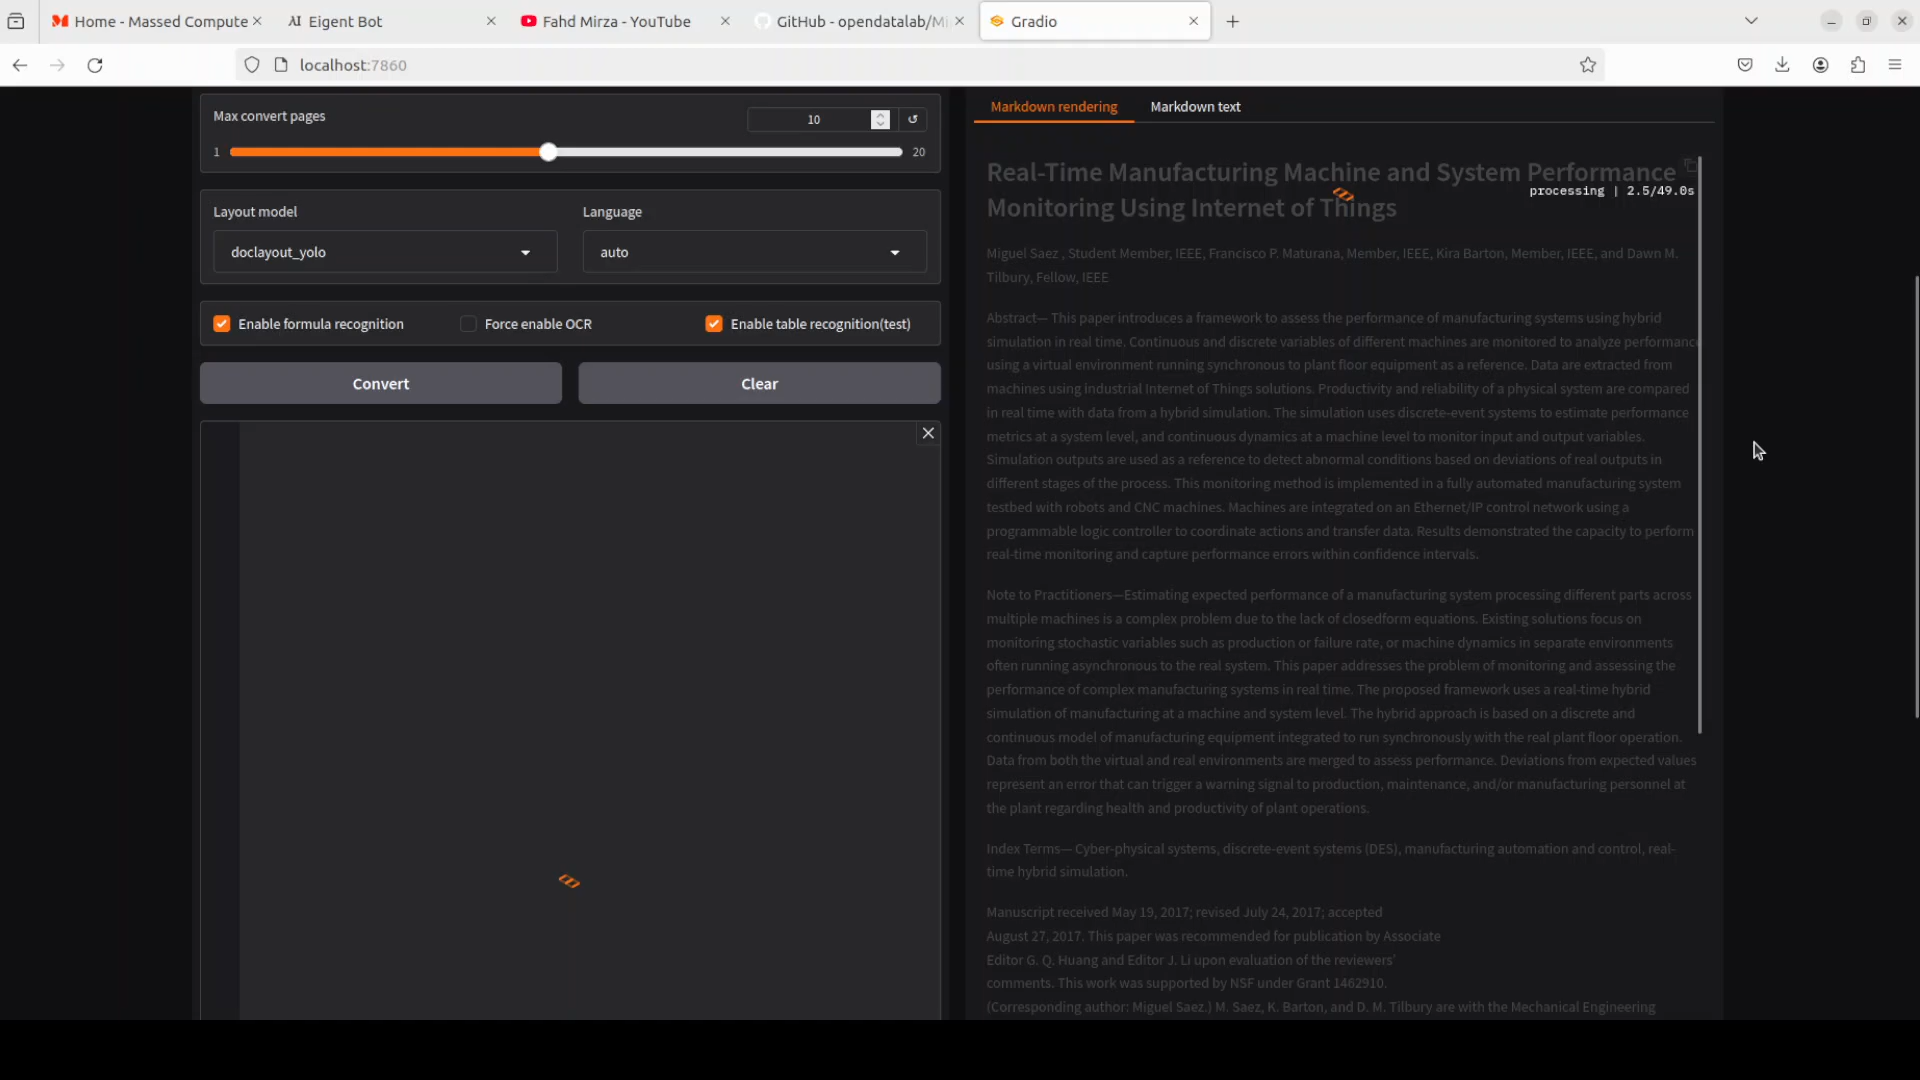 Home - Massed Compute
AI Eigent Bot
Fahd Mirza - YouTube
GitHub - opendatalab/Mi
Gradio
localhost:7860
Max convert pages
10
1
20
Layout model
Language
doclayout_yolo
auto
Enable formula recognition
Force enable OCR
Enable table recognition(test)
Convert
Clear
Markdown rendering
Markdown text
processing | 2.5/49.0s
Real-Time Manufacturing Machine and System Performance
Monitoring Using Internet of Things
Miguel Saez , Student Member, IEEE, Francisco P. Maturana, Member, IEEE, Kira Barton, Member, IEEE, and Dawn M.
Tilbury, Fellow, IEEE
Abstract— This paper introduces a framework to assess the performance of manufacturing systems using hybrid
simulation in real time. Continuous and discrete variables of different machines are monitored to analyze performance
using a virtual environment running synchronous to plant floor equipment as a reference. Data are extracted from
machines using industrial Internet of Things solutions. Productivity and reliability of a physical system are compared
in real time with data from a hybrid simulation. The simulation uses discrete-event systems to estimate performance
metrics at a system level, and continuous dynamics at a machine level to monitor input and output variables.
Simulation outputs are used as a reference to detect abnormal conditions based on deviations of real outputs in
different stages of the process. This monitoring method is implemented in a fully automated manufacturing system
testbed with robots and CNC machines. Machines are integrated on an Ethernet/IP control network using a
programmable logic controller to coordinate actions and transfer data. Results demonstrated the capacity to perform
real-time monitoring and capture performance errors within confidence intervals.
Note to Practitioners—Estimating expected performance of a manufacturing system processing different parts across
multiple machines is a complex problem due to the lack of closedform equations. Existing solutions focus on
monitoring stochastic variables such as production or failure rate, or machine dynamics in separate environments
often running asynchronous to the real system. This paper addresses the problem of monitoring and assessing the
performance of complex manufacturing systems in real time. The proposed framework uses a real-time hybrid
simulation of manufacturing at a machine and system level. The hybrid approach is based on a discrete and
continuous model of manufacturing equipment integrated to run synchronously with the real plant floor operation.
Data from both the virtual and real environments are merged to assess performance. Deviations from expected values
represent an error that can trigger a warning signal to production, maintenance, and/or manufacturing personnel at
the plant regarding health and productivity of plant operations.
Index Terms— Cyber-physical systems, discrete-event systems (DES), manufacturing automation and control, real-
time hybrid simulation.
Manuscript received May 19, 2017; revised July 24, 2017; accepted
August 27, 2017. This paper was recommended for publication by Associate
Editor G. Q. Huang and Editor J. Li upon evaluation of the reviewers'
comments. This work was supported by NSF under Grant 1462910.
(Corresponding author: Miguel Saez.) M. Saez, K. Barton, and D. M. Tilbury are with the Mechanical Engineering